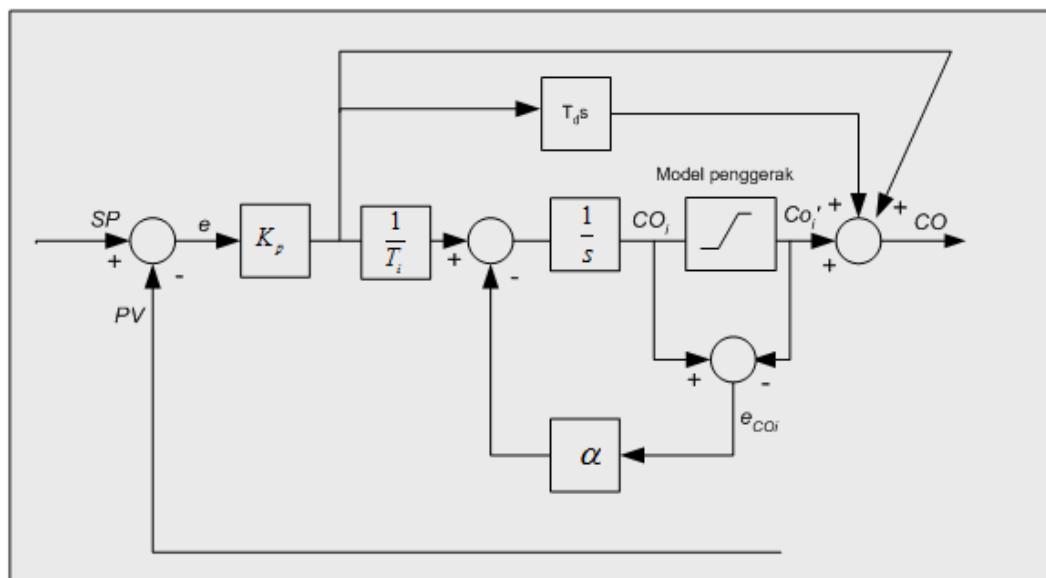 T_d s
Model penggerak
SP
+
-
e
K_p
1
T_i
+
-
1
s
CO_i
Co_i'
+
+
+
CO
PV
+
-
e_COi
α